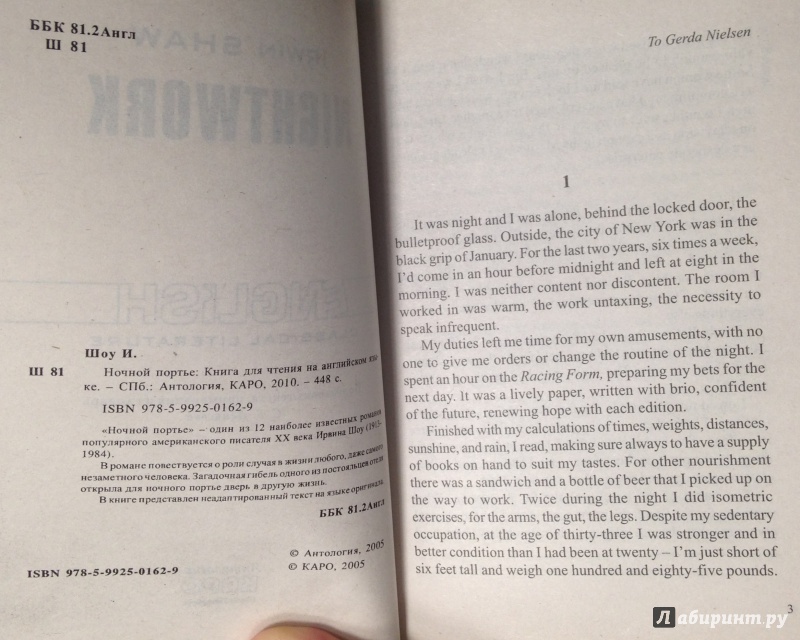 ББК 81.2Англ
Ш 81
Шоу И.
Ш 81 Ночной портье: Книга для чтения на английском язы-
ке. – СПб.: Антология, КАРО, 2010. – 448 с.
ISBN 978-5-9925-0162-9
«Ночной портье» – один из 12 наиболее известных романов
популярного американского писателя XX века Ирвина Шоу (1913-
1984).
В романе повествуется о роли случая в жизни любого, даже самого
незаметного человека. Загадочная гибель одного из постояльцев отеля
открыла для ночного портье дверь в другую жизнь.
В книге представлен неадаптированный текст на языке оригинала.
ББК 81.2Англ
© Антология, 2005
© КАРО, 2005
ISBN 978-5-9925-0162-9
To Gerda Nielsen
1
It was night and I was alone, behind the locked door, the
bulletproof glass. Outside, the city of New York was in the
black grip of January. For the last two years, six times a week,
I'd come in an hour before midnight and left at eight in the
morning. I was neither content nor discontent. The room I
worked in was warm, the work untaxing, the necessity to
speak infrequent.
My duties left me time for my own amusements, with no
one to give me orders or change the routine of the night. I
spent an hour on the Racing Form, preparing my bets for the
next day. It was a lively paper, written with brio, confident
of the future, renewing hope with each edition.
Finished with my calculations of times, weights, distances,
sunshine, and rain, I read, making sure always to have a supply
of books on hand to suit my tastes. For other nourishment
there was a sandwich and a bottle of beer that I picked up on
the way to work. Twice during the night I did isometric
exercises, for the arms, the gut, the legs. Despite my sedentary
occupation, at the age of thirty-three I was stronger and in
better condition than I had been at twenty – I'm just short of
six feet tall and weigh one hundred and eighty-five pounds.
3
Лабиринт.ру